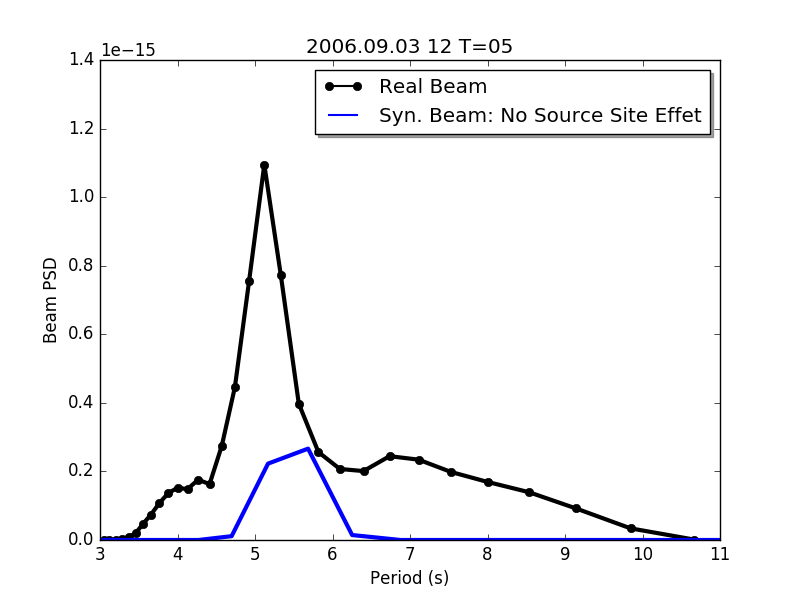 2006.09.03 12 T=05
1e−15
Real Beam
Syn. Beam: No Source Site Effet
1.4
1.2
1.0
0.8
0.6
0.4
0.2
0.0
Beam PSD
3 4 5 6 7 8 9 10 11
Period (s)